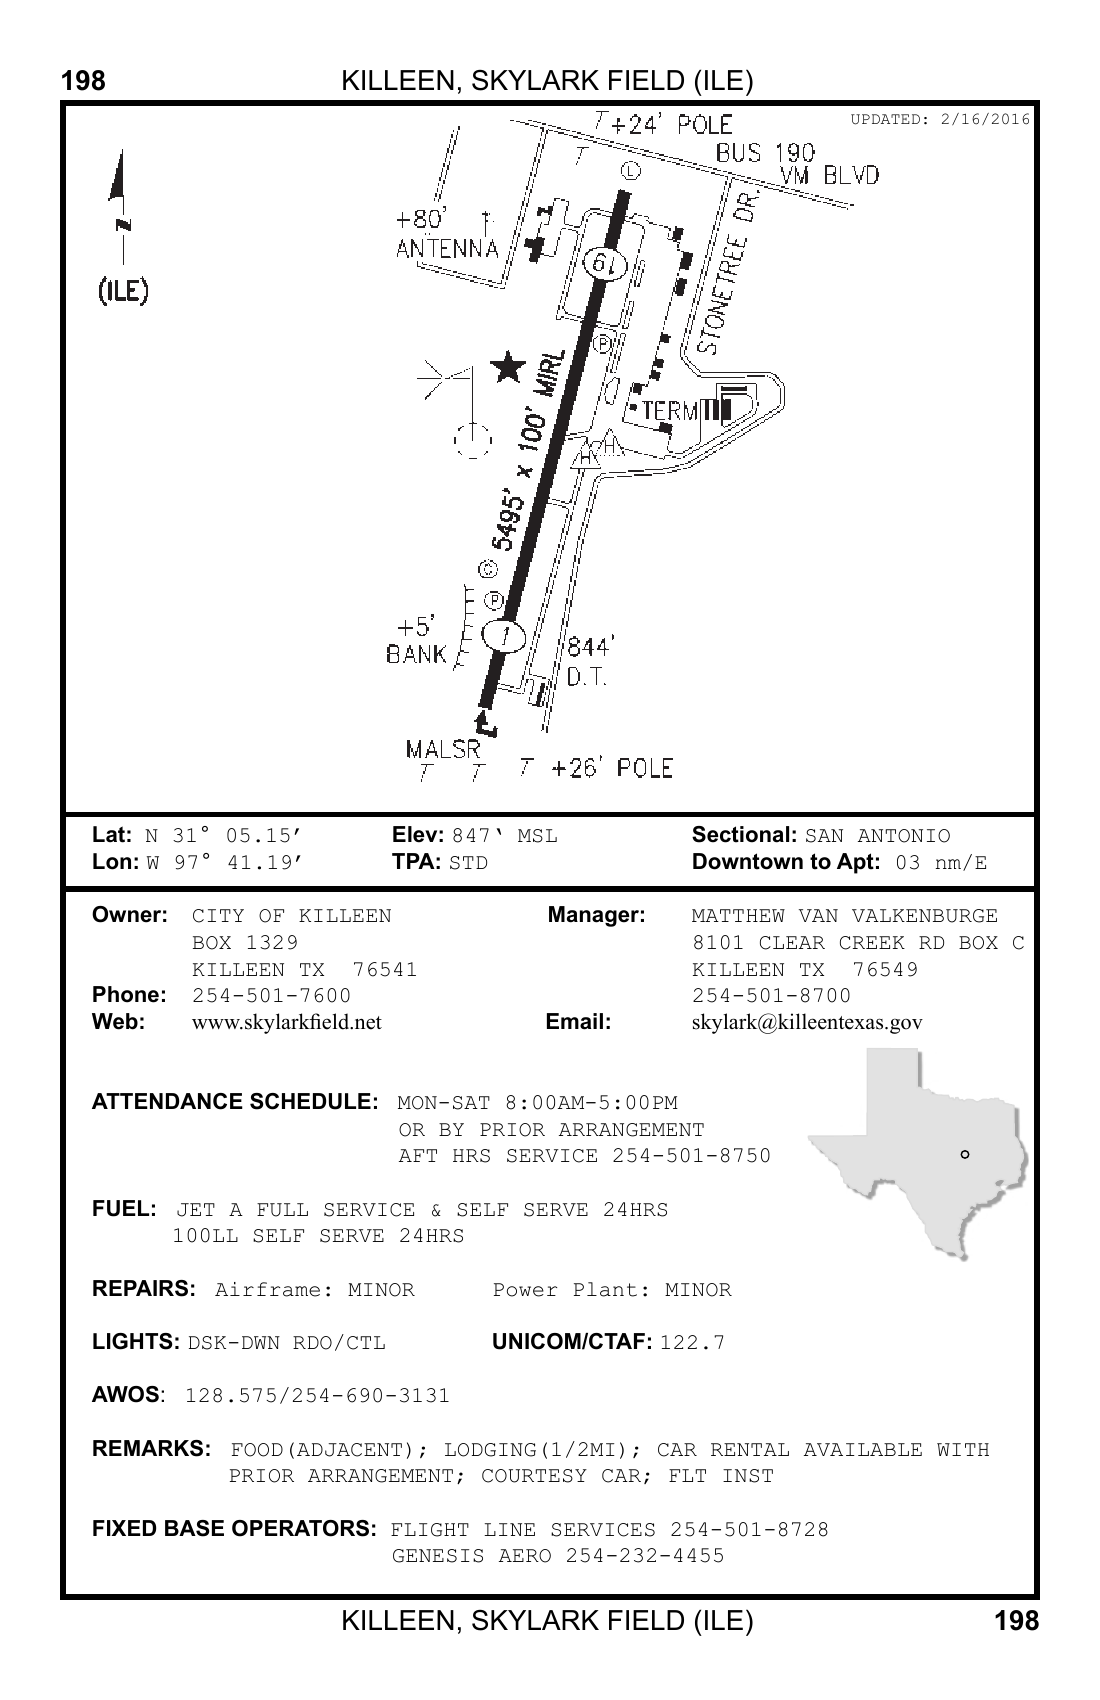 198 KILLEEN, SKYLARK FIELD (ILE)
UPDATED: 2/16/2016
+24' POLE
BUS 190
VM BLVD
L
+80'
ANTENNA
N
(ILE)
19
STONETREE DR.
P
5495' x 100' MIRL
TERM
H H
C
P
+5'
BANK
1
844'
D.T.
MALSR
+26' POLE
Lat: N 31° 05.15′ Elev: 847‘ MSL Sectional: SAN ANTONIO
Lon: W 97° 41.19′ TPA: STD Downtown to Apt: 03 nm/E
Owner: CITY OF KILLEEN Manager: MATTHEW VAN VALKENBURGE
BOX 1329 8101 CLEAR CREEK RD BOX C
KILLEEN TX 76541 KILLEEN TX 76549
Phone: 254-501-7600 254-501-8700
Web: www.skylarkfield.net Email: skylark@killeentexas.gov
ATTENDANCE SCHEDULE: MON-SAT 8:00AM-5:00PM
OR BY PRIOR ARRANGEMENT
AFT HRS SERVICE 254-501-8750
FUEL: JET A FULL SERVICE & SELF SERVE 24HRS
100LL SELF SERVE 24HRS
REPAIRS: Airframe: MINOR Power Plant: MINOR
LIGHTS: DSK-DWN RDO/CTL UNICOM/CTAF: 122.7
AWOS: 128.575/254-690-3131
REMARKS: FOOD(ADJACENT); LODGING(1/2MI); CAR RENTAL AVAILABLE WITH
PRIOR ARRANGEMENT; COURTESY CAR; FLT INST
FIXED BASE OPERATORS: FLIGHT LINE SERVICES 254-501-8728
GENESIS AERO 254-232-4455
KILLEEN, SKYLARK FIELD (ILE) 198